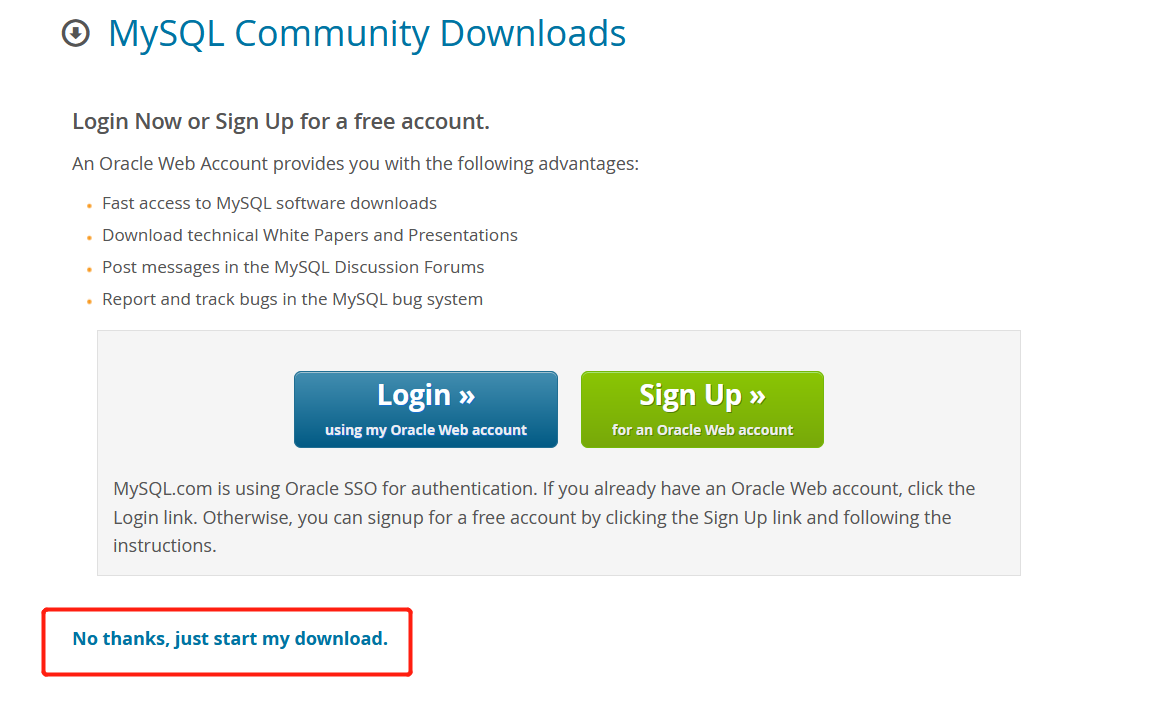 MySQL Community Downloads
Login Now or Sign Up for a free account.
An Oracle Web Account provides you with the following advantages:
Fast access to MySQL software downloads
Download technical White Papers and Presentations
Post messages in the MySQL Discussion Forums
Report and track bugs in the MySQL bug system
Login »
using my Oracle Web account
Sign Up »
for an Oracle Web account
MySQL.com is using Oracle SSO for authentication. If you already have an Oracle Web account, click the
Login link. Otherwise, you can signup for a free account by clicking the Sign Up link and following the
instructions.
No thanks, just start my download.